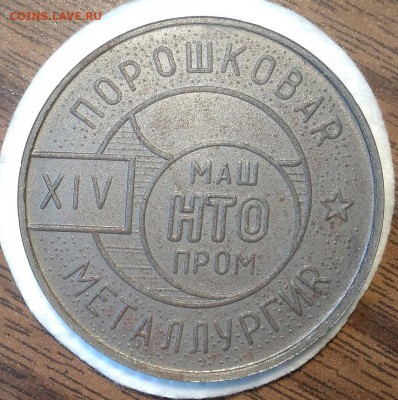 COINS.LAVE.RU
ПОРОШКОВАЯ
XIV
МАШ
НТО
ПРОМ
МЕТАЛЛУРГИЯ